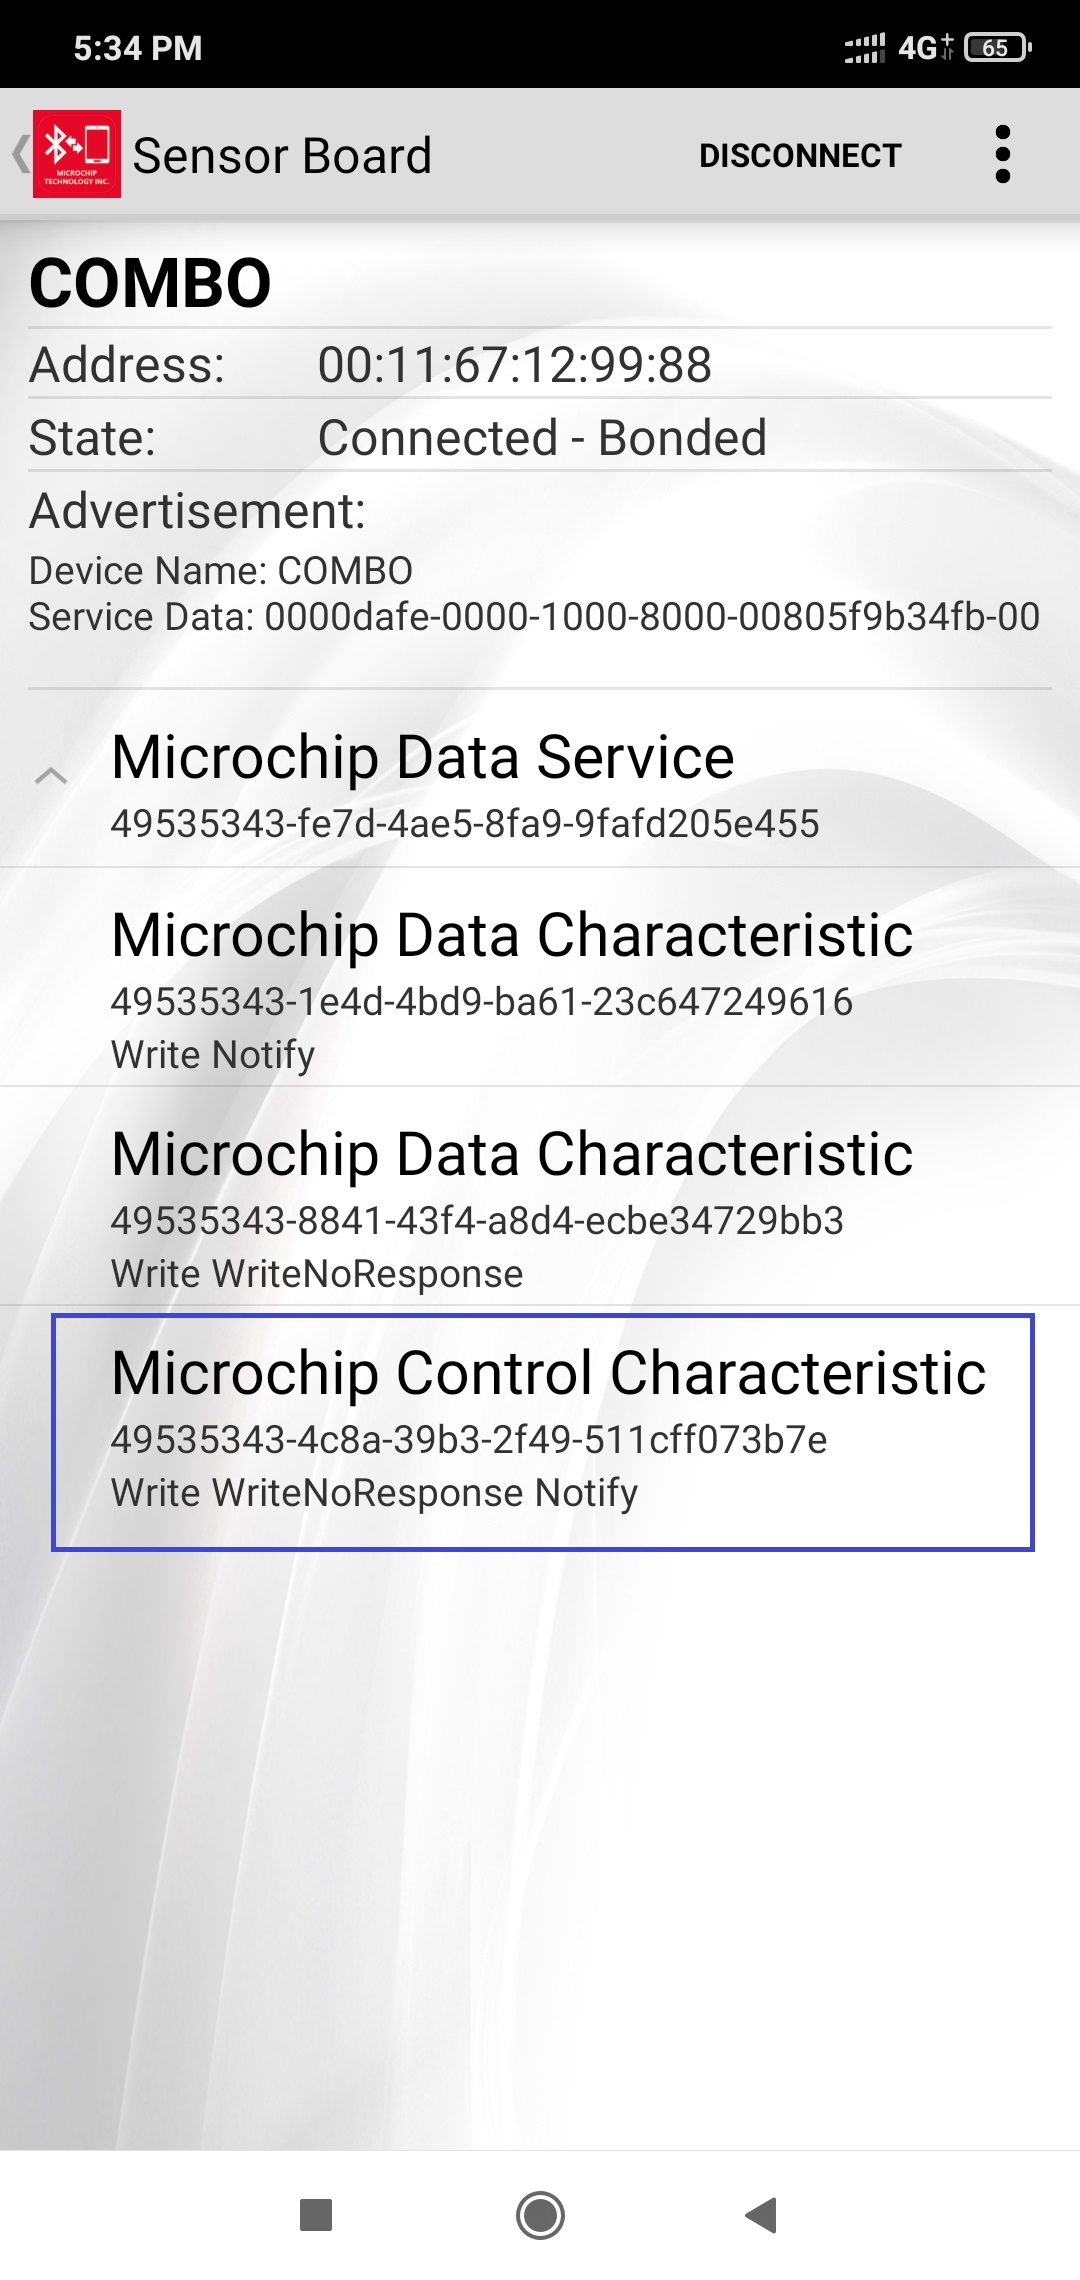 5:34 PM 4G+ 65
MICROCHIP
TECHNOLOGY INC.
Sensor Board DISCONNECT
COMBO
Address: 00:11:67:12:99:88
State: Connected - Bonded
Advertisement:
Device Name: COMBO
Service Data: 0000dafe-0000-1000-8000-00805f9b34fb-00
Microchip Data Service
49535343-fe7d-4ae5-8fa9-9fafd205e455
Microchip Data Characteristic
49535343-1e4d-4bd9-ba61-23c647249616
Write Notify
Microchip Data Characteristic
49535343-8841-43f4-a8d4-ecbe34729bb3
Write WriteNoResponse
Microchip Control Characteristic
49535343-4c8a-39b3-2f49-511cff073b7e
Write WriteNoResponse Notify